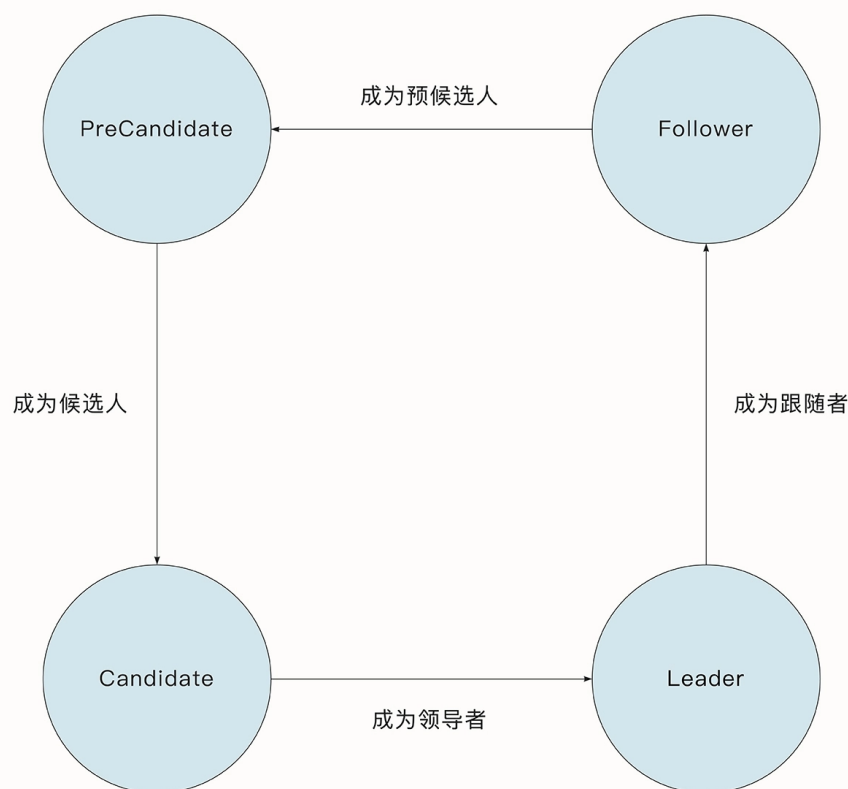 成为预候选人
PreCandidate
Follower
成为候选人
成为跟随者
Candidate
Leader
成为领导者